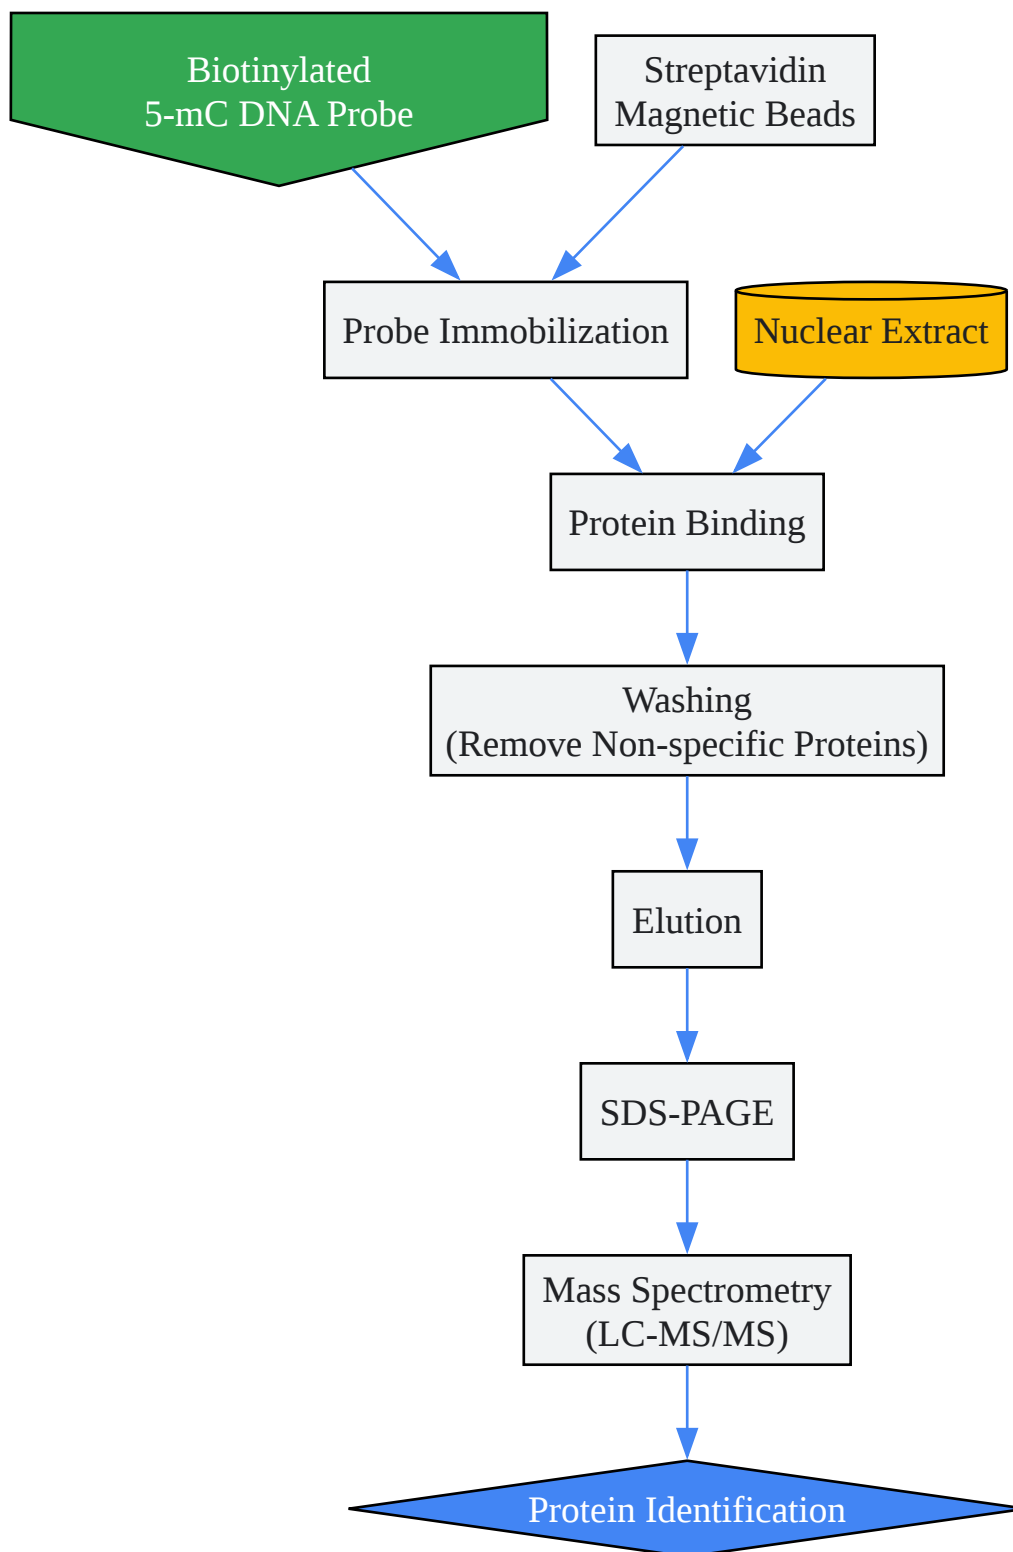 Biotinylated
5-mC DNA Probe
Streptavidin
Magnetic Beads
Probe Immobilization
Nuclear Extract
Protein Binding
Washing
(Remove Non-specific Proteins)
Elution
SDS-PAGE
Mass Spectrometry
(LC-MS/MS)
Protein Identification